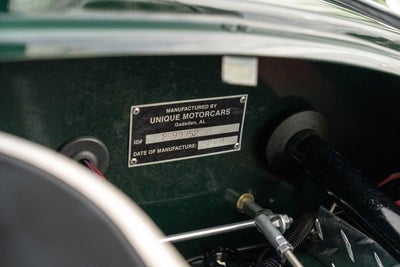 MANUFACTURED BY
UNIQUE MOTORCARS
Gadsden, AL
ID#
DATE OF MANUFACTURE: